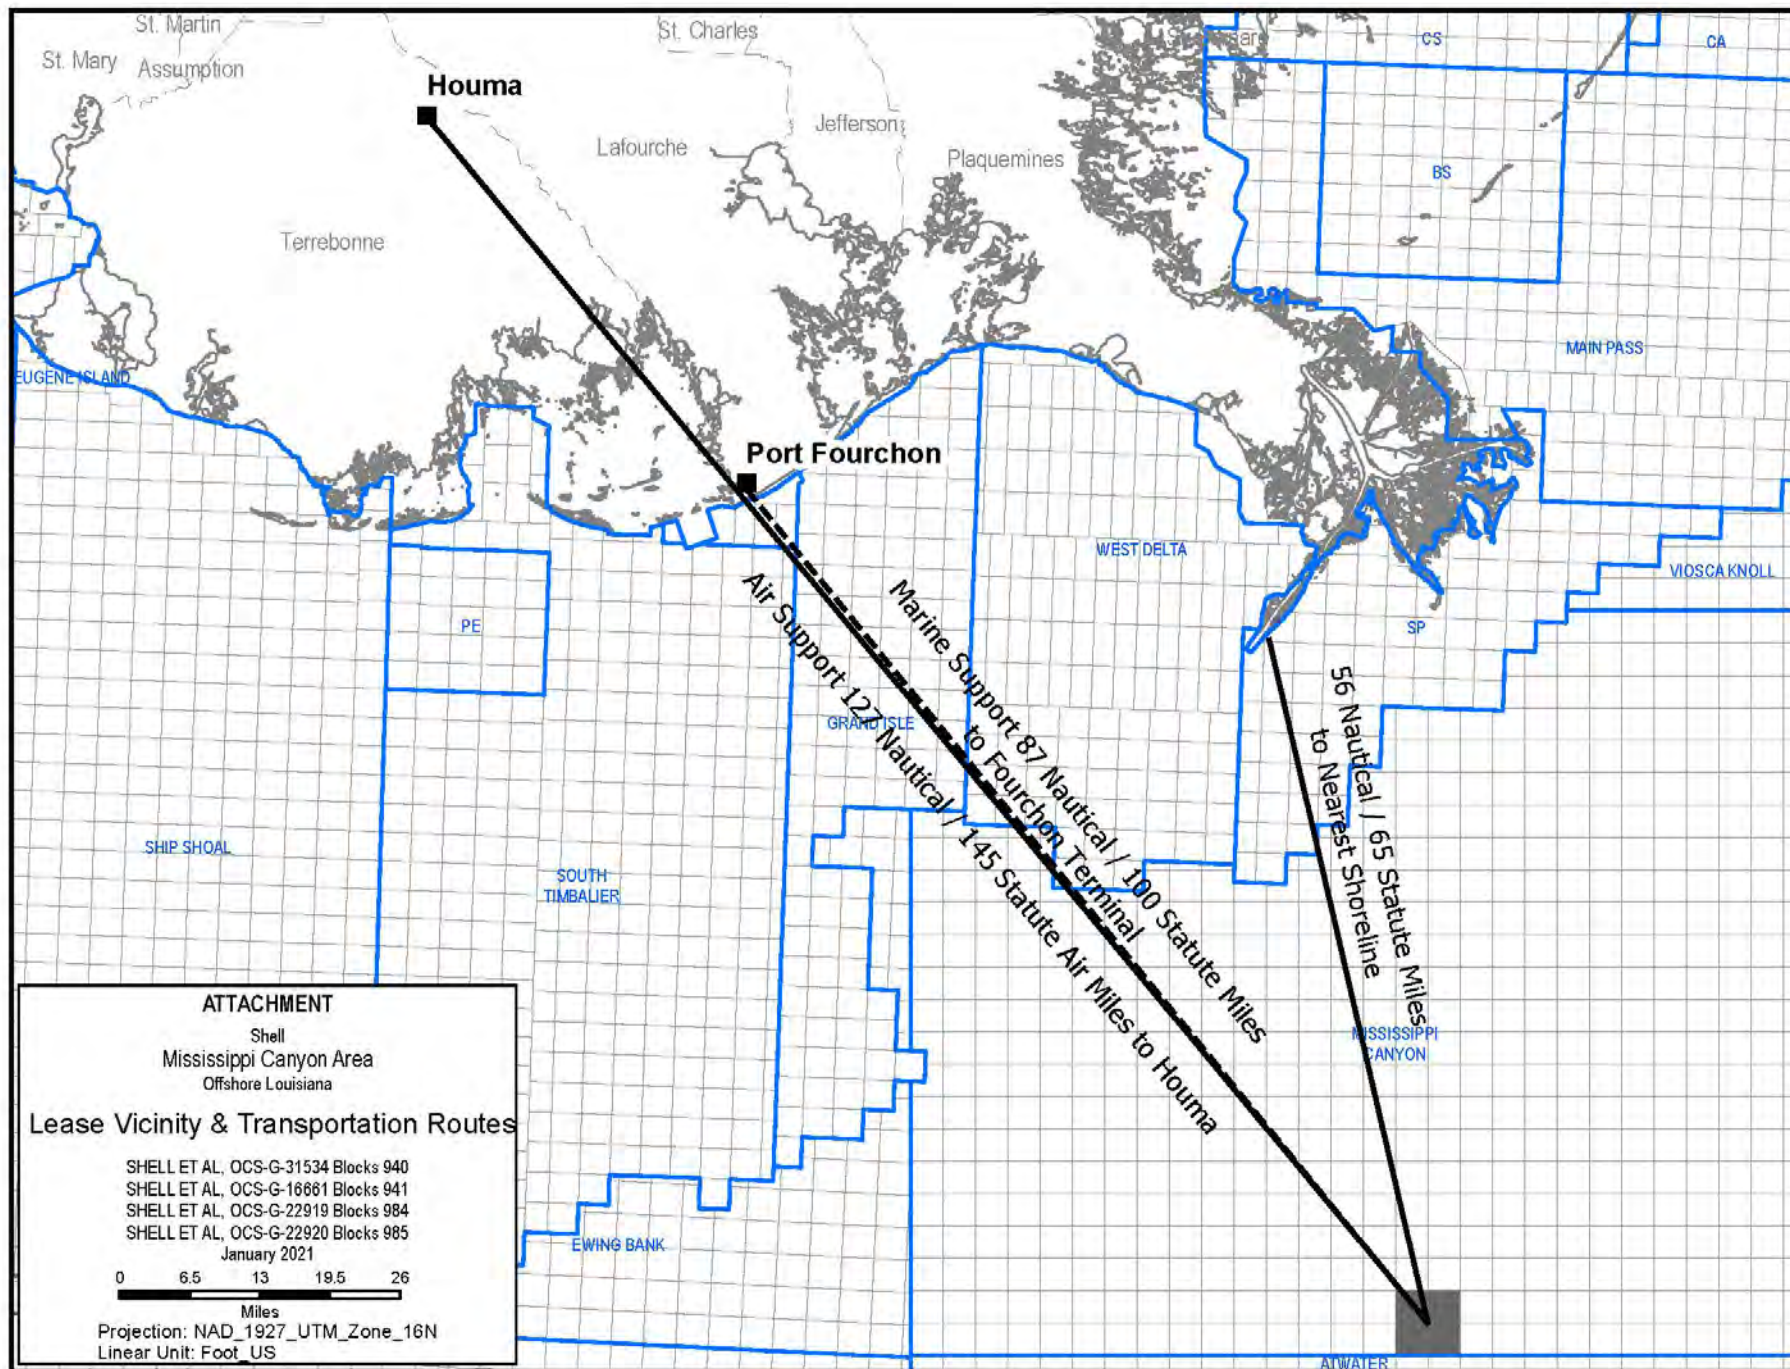 St. Martin
St. Charles
CS
CA
St. Mary
Assumption
Houma
Jefferson
Lafourche
Plaquemines
BS
Terrebonne
MAIN PASS
EUGENE ISLAND
Port Fourchon
WEST DELTA
VIOSCA KNOLL
PE
SP
Marine Support 87 Nautical / 100 Statute Miles
to Fourchon Terminal
Air Support 127 Nautical / 145 Statute Air Miles to Houma
56 Nautical / 65 Statute Miles
to Nearest Shoreline
GRAND ISLE
SHIP SHOAL
SOUTH
TIMBALIER
MISSISSIPPI
CANYON
EWING BANK
ATWATER
ATTACHMENT
Shell
Mississippi Canyon Area
Offshore Louisiana
Lease Vicinity & Transportation Routes
SHELL ET AL, OCS-G-31534 Blocks 940
SHELL ET AL, OCS-G-16661 Blocks 941
SHELL ET AL, OCS-G-22919 Blocks 984
SHELL ET AL, OCS-G-22920 Blocks 985
January 2021
0 6.5 13 19.5 26
Miles
Projection: NAD_1927_UTM_Zone_16N
Linear Unit: Foot_US